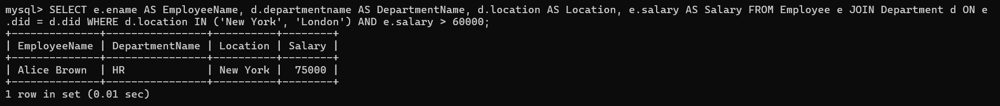 mysql> SELECT e.ename AS EmployeeName, d.departmentname AS DepartmentName, d.location AS Location, e.salary AS Salary FROM Employee e JOIN Department d ON e
.did = d.did WHERE d.location IN ('New York', 'London') AND e.salary > 60000;
+--------------+----------------+----------+--------+
| EmployeeName | DepartmentName | Location | Salary |
+--------------+----------------+----------+--------+
| Alice Brown  | HR             | New York |  75000 |
+--------------+----------------+----------+--------+
1 row in set (0.01 sec)